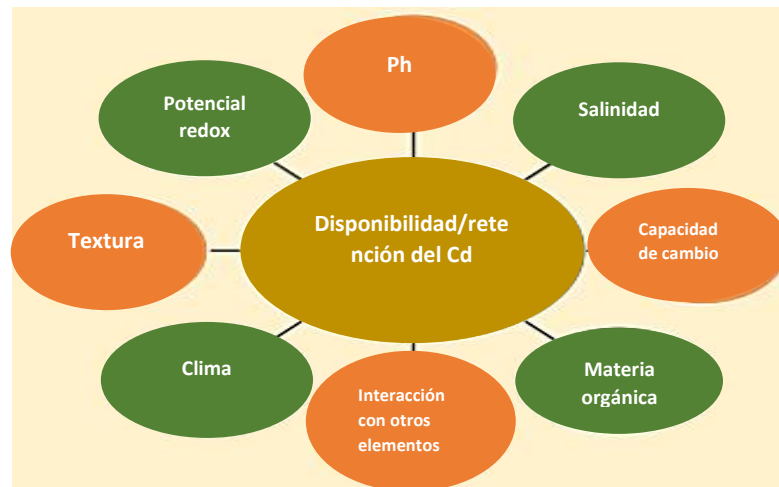 Ph
Potencial
redox
Salinidad
Textura
Disponibilidad/rete
nción del Cd
Capacidad
de cambio
Clima
Interacción
con otros
elementos
Materia
orgánica